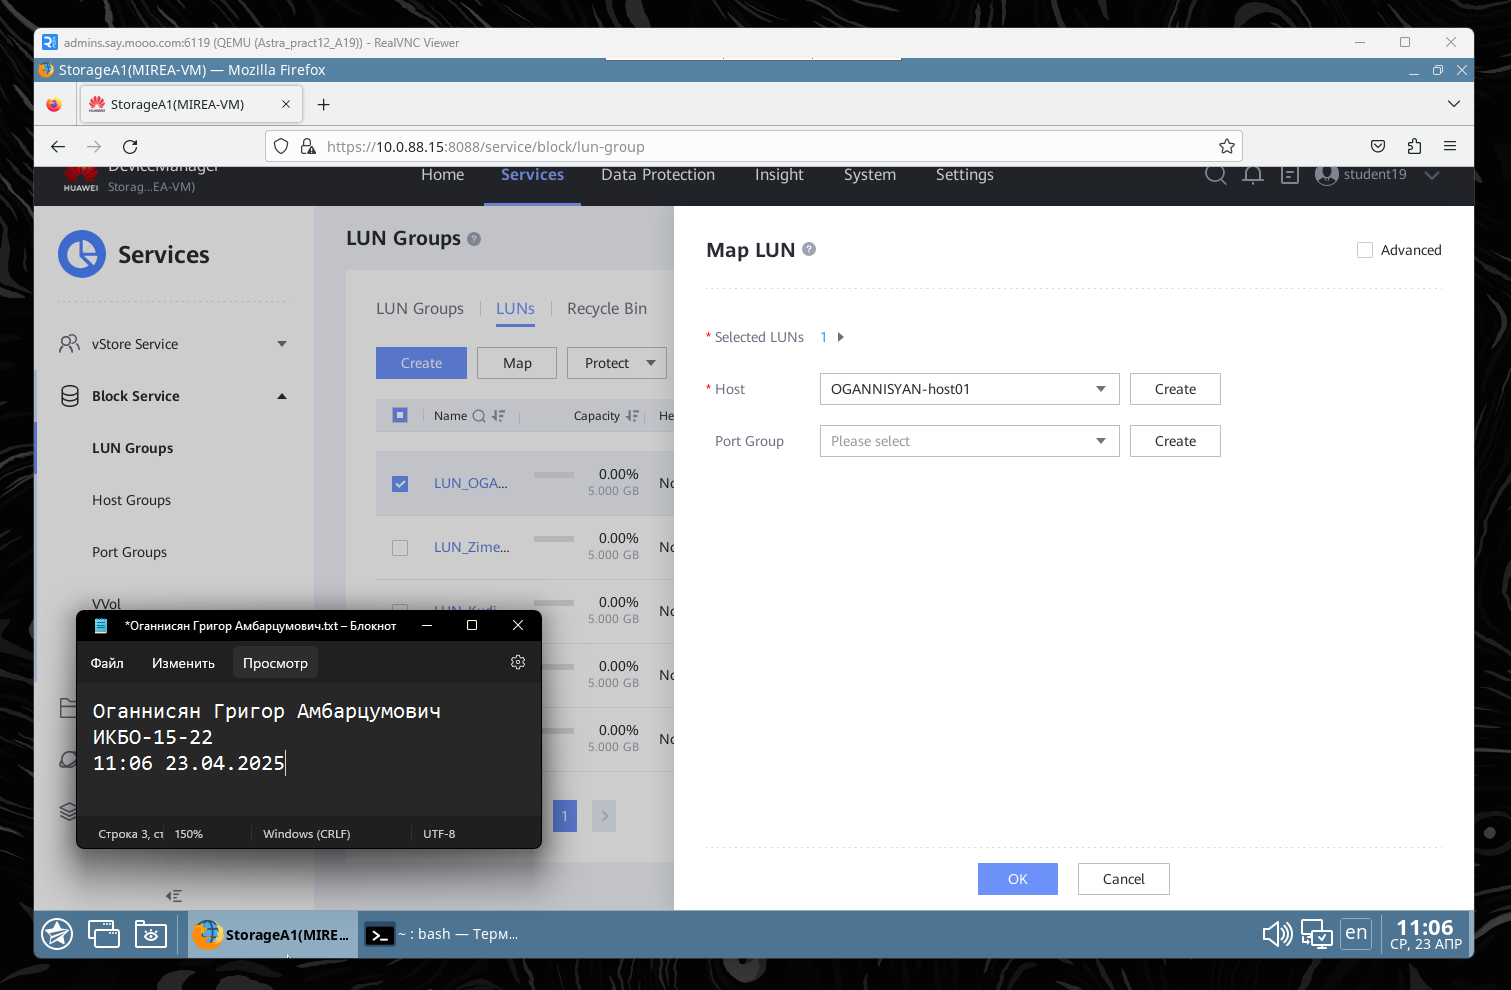 admins.say.mooo.com:6119 (QEMU (Astra_pract12_A19)) - RealVNC Viewer
StorageA1(MIREA-VM) — Mozilla Firefox
StorageA1(MIREA-VM)
https://10.0.88.15:8088/service/block/lun-group
HUAWEI
DeviceManager
Storag...EA-VM)
Home
Services
Data Protection
Insight
System
Settings
student19
Services
vStore Service
Block Service
LUN Groups
Host Groups
Port Groups
VVol
LUN Groups
LUN Groups
LUNs
Recycle Bin
Create
Map
Protect
Name
Capacity
He
LUN_OGA...
0.00%
5.000 GB
No
LUN_Zime...
0.00%
5.000 GB
No
0.00%
5.000 GB
No
0.00%
5.000 GB
No
0.00%
5.000 GB
No
1
Map LUN
Advanced
* Selected LUNs 1
* Host
OGANNISYAN-host01
Create
Port Group
Please select
Create
OK
Cancel
*Оганнисян Григор Амбарцумович.txt – Блокнот
Файл
Изменить
Просмотр
Оганнисян Григор Амбарцумович
ИКБО-15-22
11:06 23.04.2025
Строка 3, ст
150%
Windows (CRLF)
UTF-8
StorageA1(MIRE...
~ : bash — Терм...
en
11:06
СР, 23 АПР